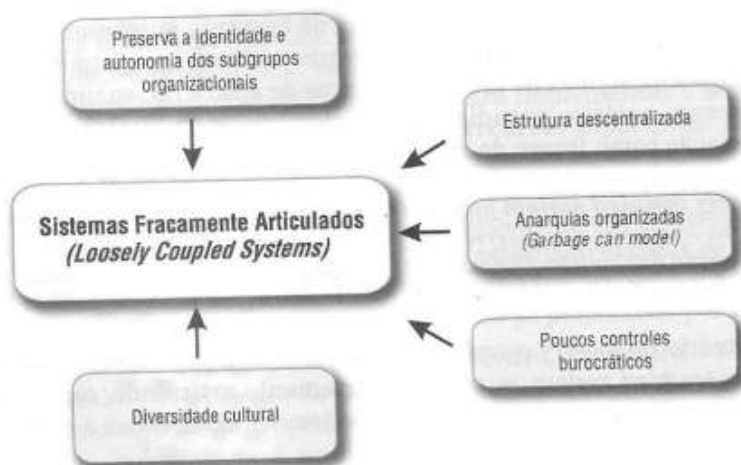 Preserva a identidade e
autonomia dos subgrupos
organizacionais
Estrutura descentralizada
Sistemas Fracamente Articulados
(Loosely Coupled Systems)
Anarquias organizadas
(Garbage can model)
Poucos controles
burocráticos
Diversidade cultural